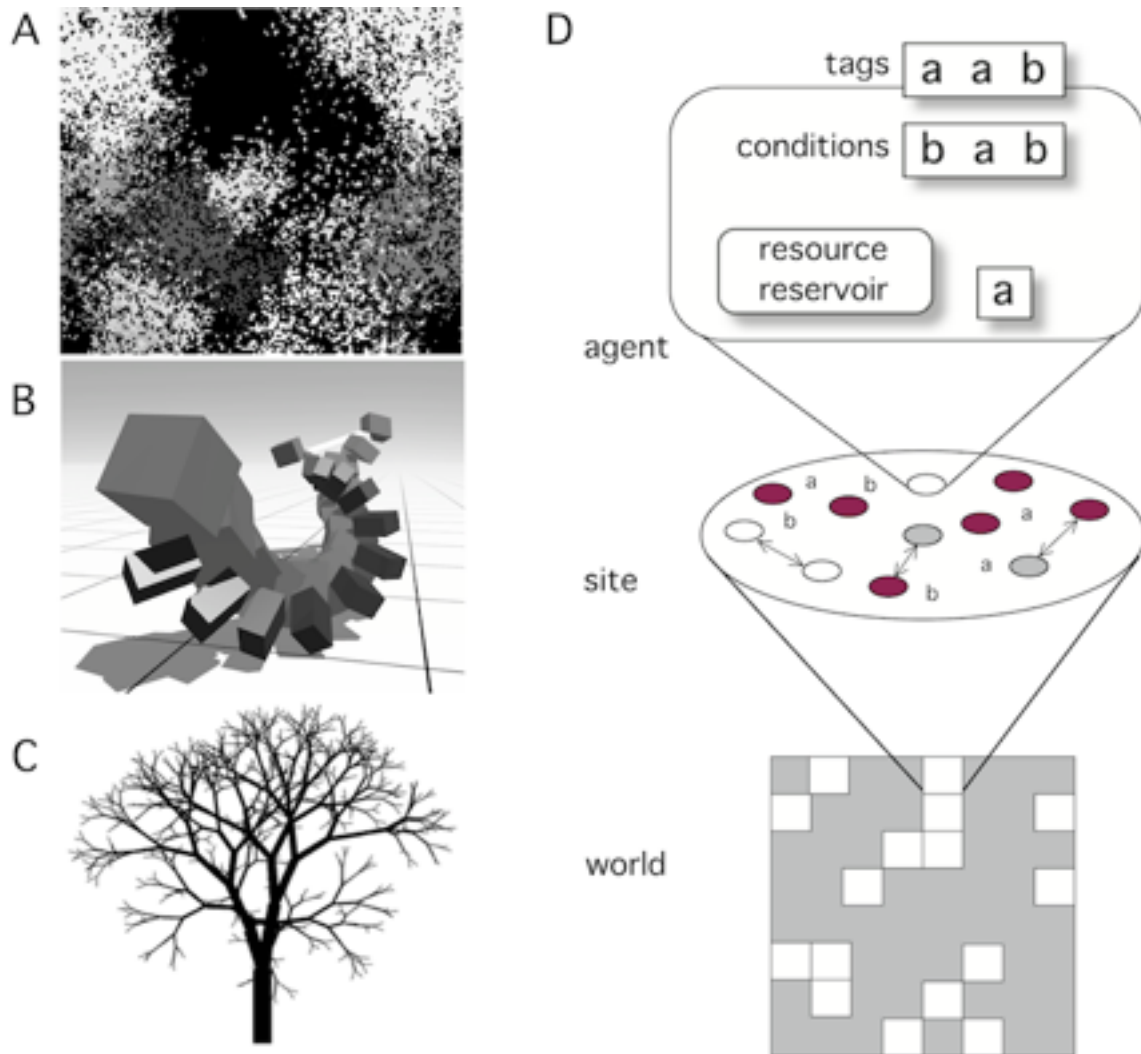 A
B
C
D
tags
a a b
conditions
b a b
resource
reservoir
a
agent
a
b
a
b
a
b
site
world